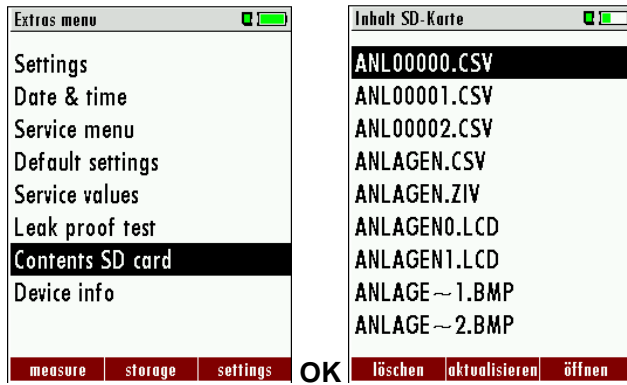 Extras menu
Settings
Date & time
Service menu
Default settings
Service values
Leak proof test
Contents SD card
Device info
measure storage settings
OK
Inhalt SD-Karte
ANL00000.CSV
ANL00001.CSV
ANL00002.CSV
ANLAGEN.CSV
ANLAGEN.ZIV
ANLAGEN0.LCD
ANLAGEN1.LCD
ANLAGE~1.BMP
ANLAGE~2.BMP
löschen aktualisieren öffnen